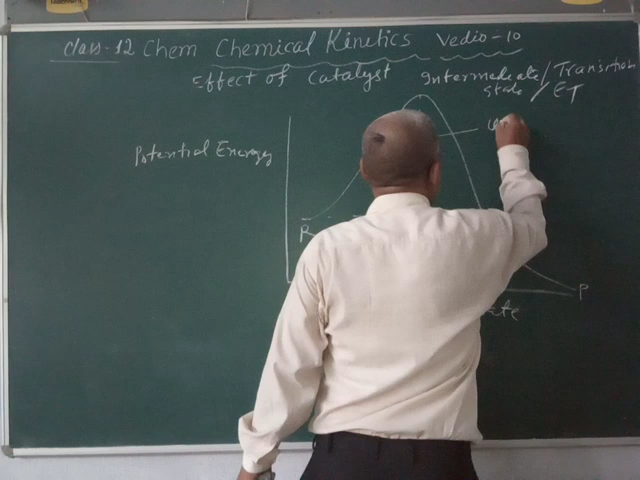 Class-12 Chem Chemical Kinetics Vedio-10
Effect of Catalyst Intermediate/Transition
state / ET
Potential Energy
R
P